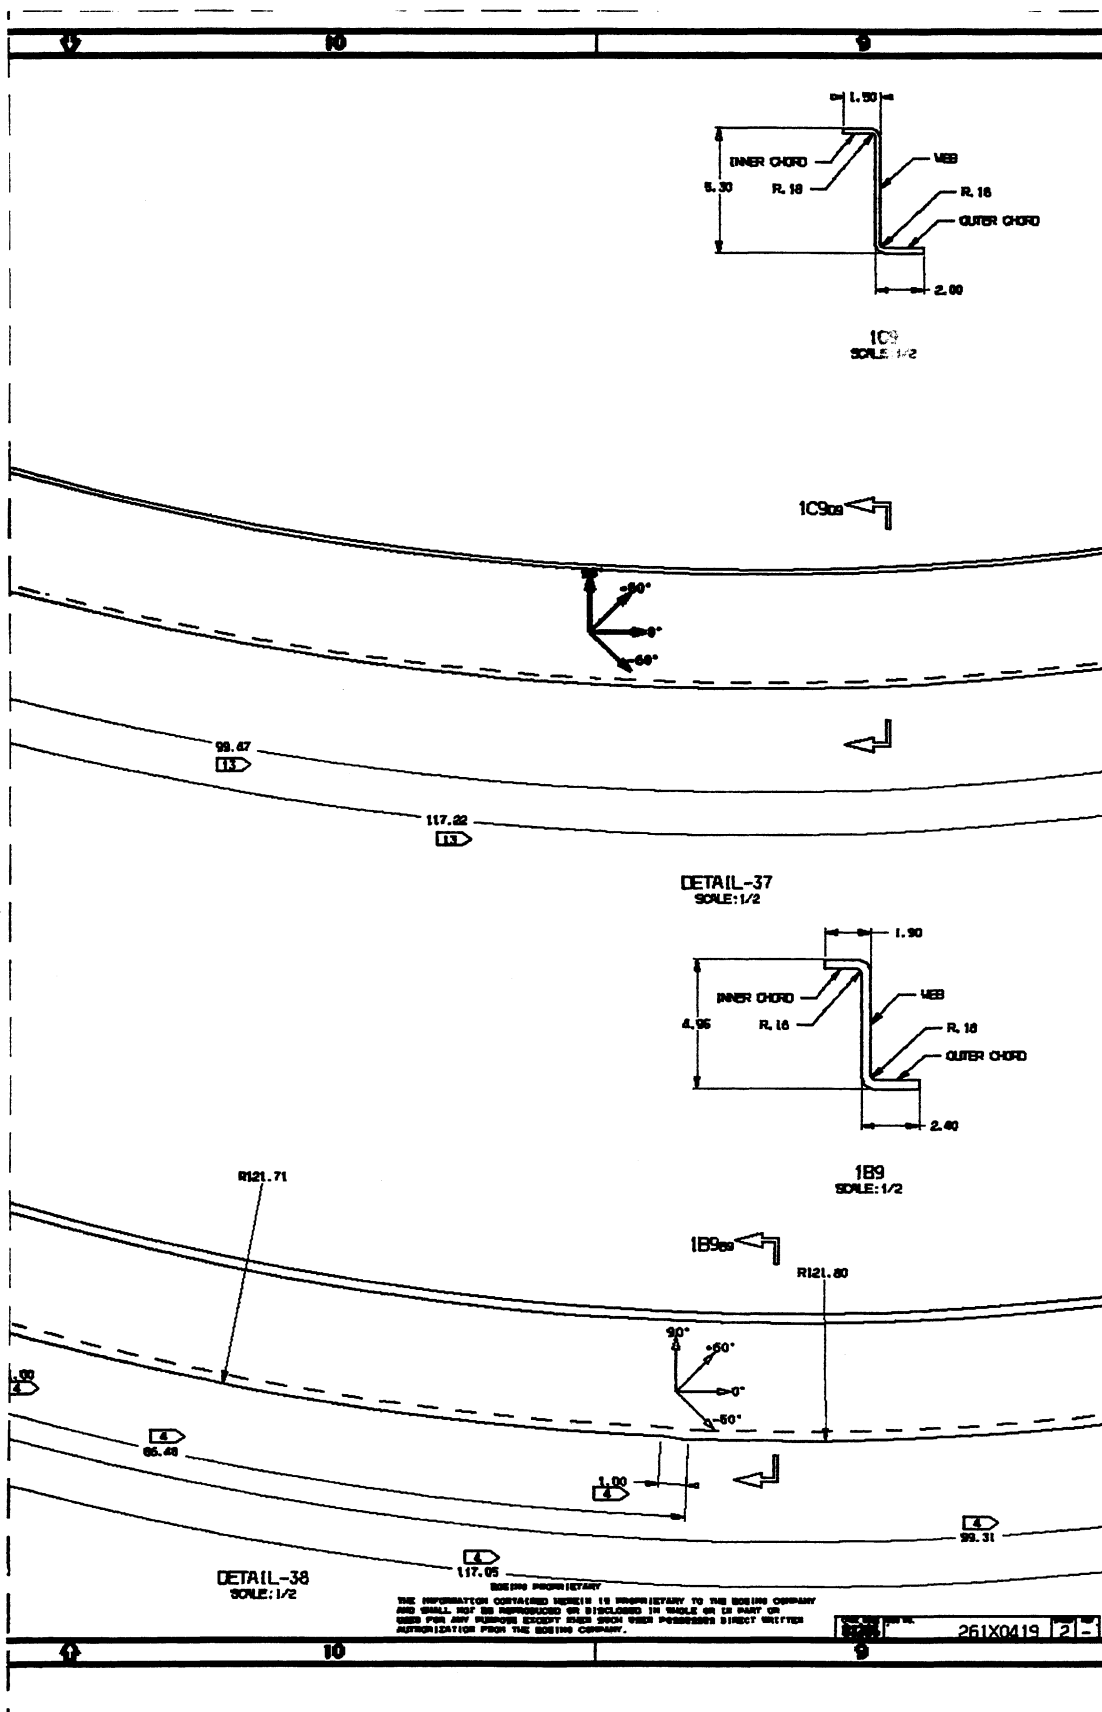 10 9
1.50
INNER CHORD
WEB
5.30
R.18
R.16
OUTER CHORD
2.00
1C9
SCALE:1/2
1C9
-60°
0°
-60°
99.67
13
117.22
13
DETAIL-37
SCALE:1/2
1.90
INNER CHORD
WEB
4.96
R.16
R.18
OUTER CHORD
2.40
1B9
SCALE:1/2
R121.71
1B9
R121.80
90°
+60°
0°
-60°
4
4
86.48
1.00
4
4
99.31
4
117.05
DETAIL-38
SCALE:1/2
BOEING PROPRIETARY
THE INFORMATION CONTAINED HEREIN IS PROPRIETARY TO THE BOEING COMPANY
AND SHALL NOT BE REPRODUCED OR DISCLOSED IN WHOLE OR IN PART OR
USED FOR ANY PURPOSE EXCEPT WHEN SUCH USER POSSESSES DIRECT WRITTEN
AUTHORIZATION FROM THE BOEING COMPANY.
261X0419 2 -
10 9